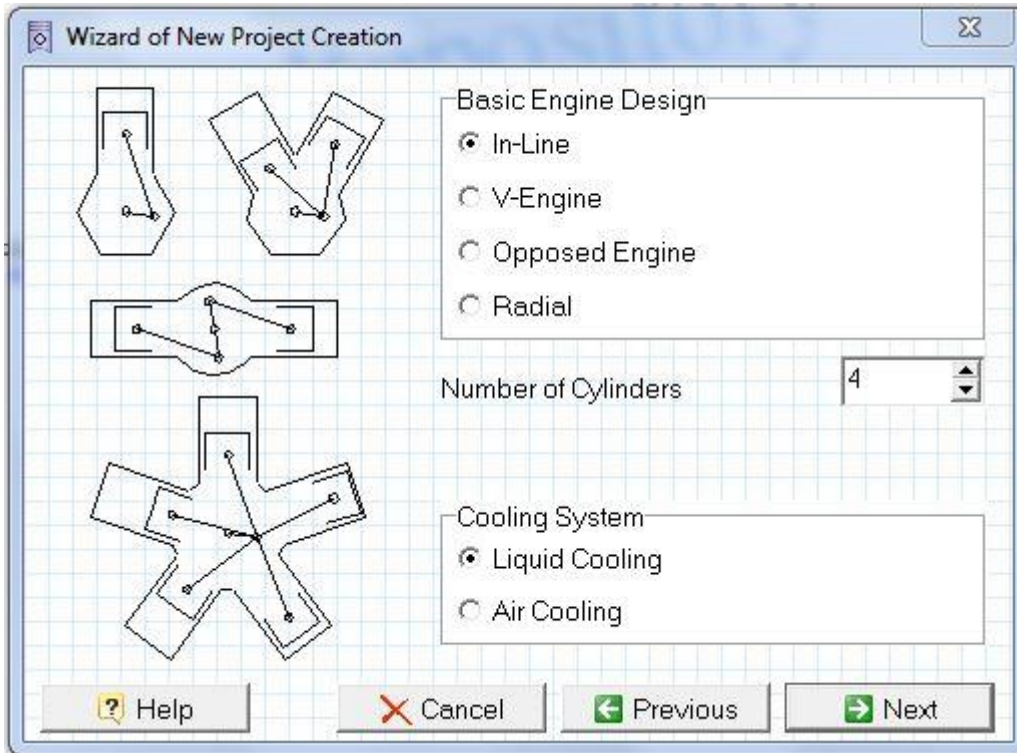 Wizard of New Project Creation
Basic Engine Design
In-Line
V-Engine
Opposed Engine
Radial
Number of Cylinders 4
Cooling System
Liquid Cooling
Air Cooling
Help Cancel Previous Next